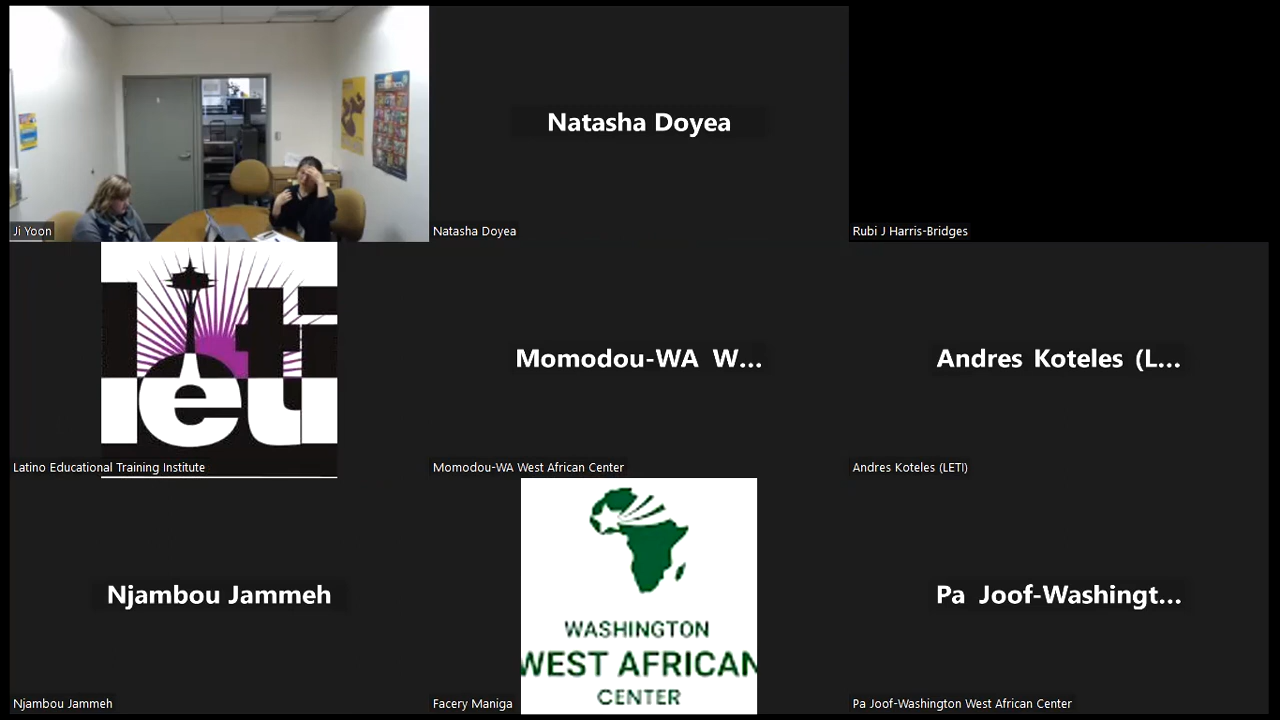 Ji Yoon
Natasha Doyea
Natasha Doyea
Rubi J Harris-Bridges
leti
Latino Educational Training Institute
Momodou-WA W...
Momodou-WA West African Center
Andres Koteles (L...
Andres Koteles (LETI)
Njambou Jammeh
Njambou Jammeh
WASHINGTON
WEST AFRICAN
CENTER
Facery Maniga
Pa Joof-Washingt...
Pa Joof-Washington West African Center